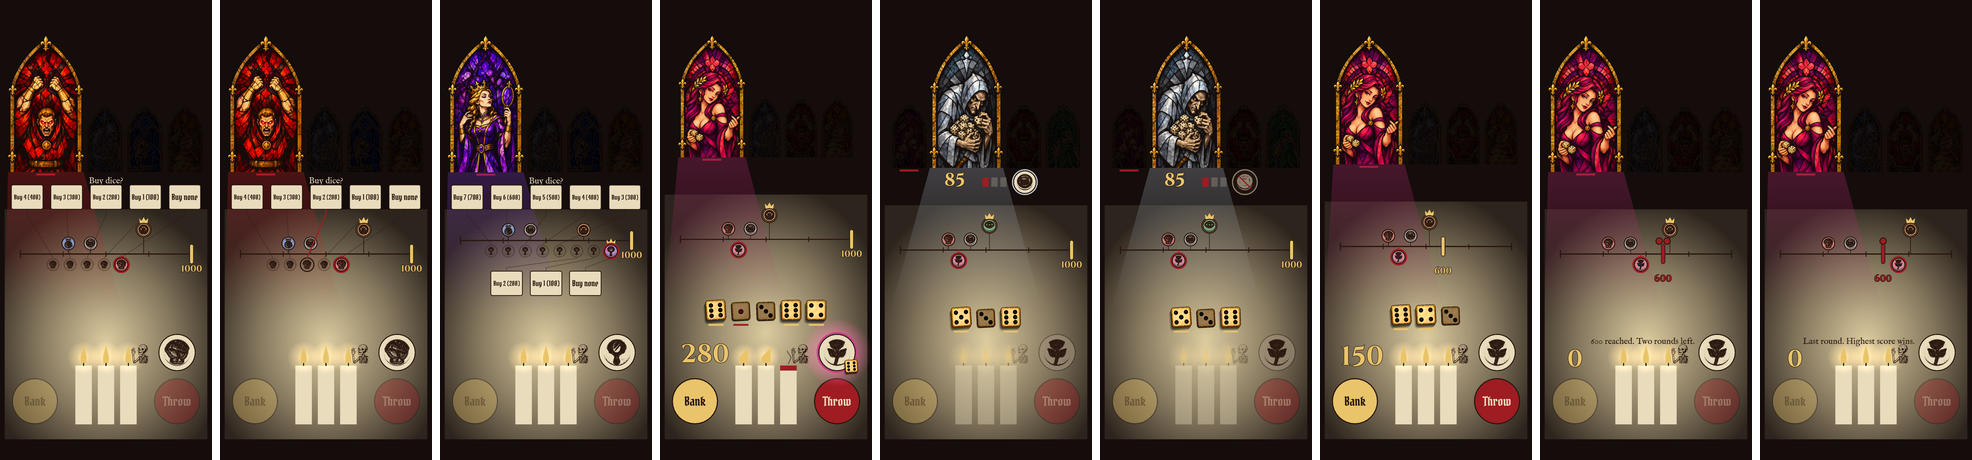 Buy dice?
Buy 4 (400)
Buy 3 (300)
Buy 2 (200)
Buy 1 (100)
Buy none
1000
Bank
Throw
Buy dice?
Buy 4 (400)
Buy 3 (300)
Buy 2 (200)
Buy 1 (100)
Buy none
1000
Bank
Throw
Buy dice?
Buy 7 (700)
Buy 6 (600)
Buy 5 (500)
Buy 4 (400)
Buy 3 (300)
1000
Buy 2 (200)
Buy 1 (100)
Buy none
Bank
Throw
1000
280
Bank
Throw
85
1000
Bank
Throw
85
1000
Bank
Throw
600
150
Bank
Throw
600
600 reached. Two rounds left.
0
Bank
Throw
600
Last round. Highest score wins.
0
Bank
Throw